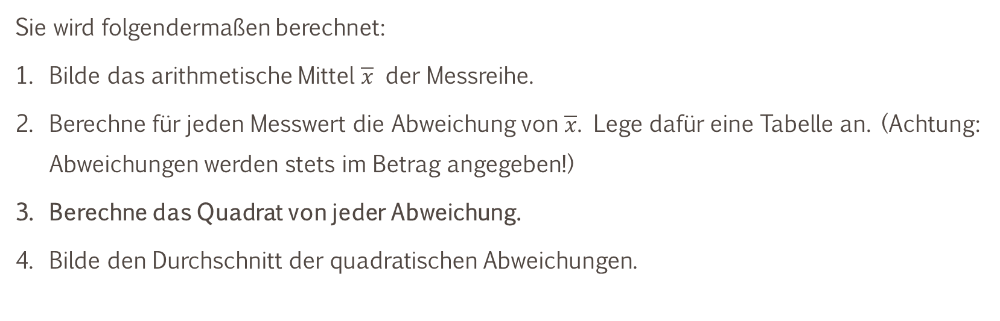 Sie wird folgendermaßen berechnet:
1. Bilde das arithmetische Mittel x̅ der Messreihe.
2. Berechne für jeden Messwert die Abweichung von x̅. Lege dafür eine Tabelle an. (Achtung:
Abweichungen werden stets im Betrag angegeben!)
3. Berechne das Quadrat von jeder Abweichung.
4. Bilde den Durchschnitt der quadratischen Abweichungen.